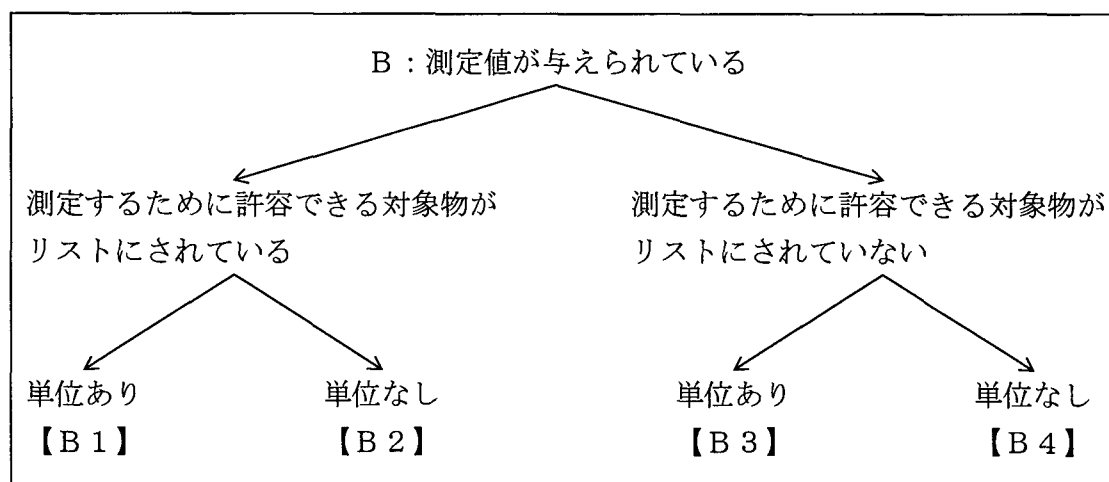 B:測定値が与えられている
測定するために許容できる対象物が
リストにされている
測定するために許容できる対象物が
リストにされていない
単位あり
【B1】
単位なし
【B2】
単位あり
【B3】
単位なし
【B4】